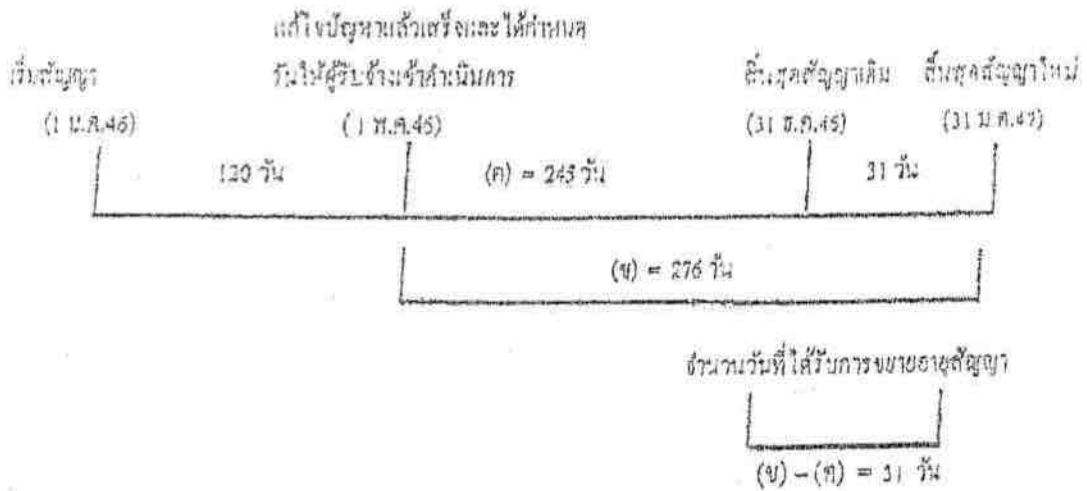 แก้ไขปัญหาแล้วเสร็จและได้กำหนด
เริ่มสัญญา วันให้ผู้รับจ้างเข้าดำเนินการ สิ้นสุดสัญญาเดิม สิ้นสุดสัญญาใหม่
(1 ม.ค.46) (1 พ.ค.46) (31 ธ.ค.46) (31 ม.ค.47)
120 วัน (ค) = 245 วัน 31 วัน
(ข) = 276 วัน
จำนวนวันที่ได้รับการขยายอายุสัญญา
(ข) – (ค) = 31 วัน